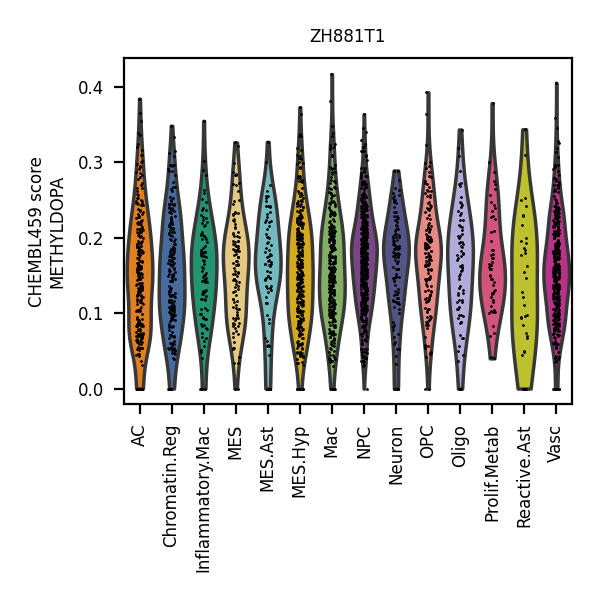 ZH881T1
CHEMBL459 score
METHYLDOPA
0.4
0.3
0.2
0.1
0.0
AC
Chromatin.Reg
Inflammatory.Mac
MES
MES.Ast
MES.Hyp
Mac
NPC
Neuron
OPC
Oligo
Prolif.Metab
Reactive.Ast
Vasc